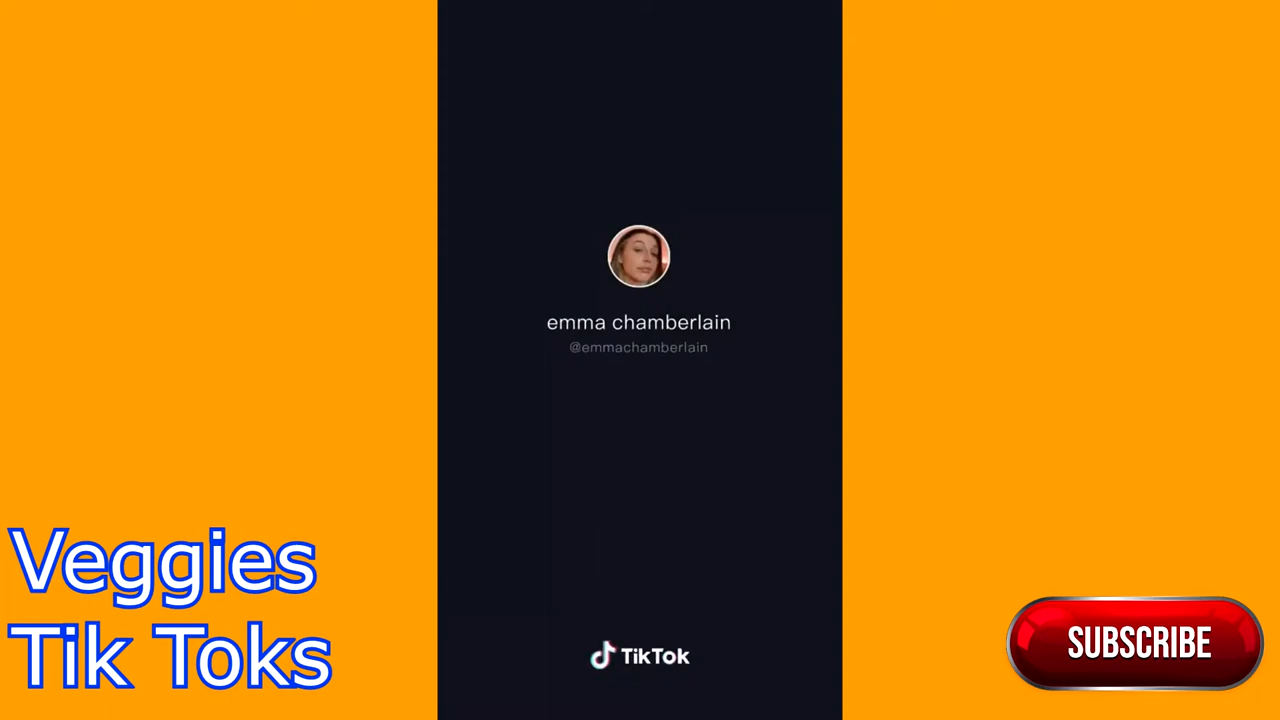 emma chamberlain
@emmachamberlain
Veggies
Tik Toks
TikTok
SUBSCRIBE